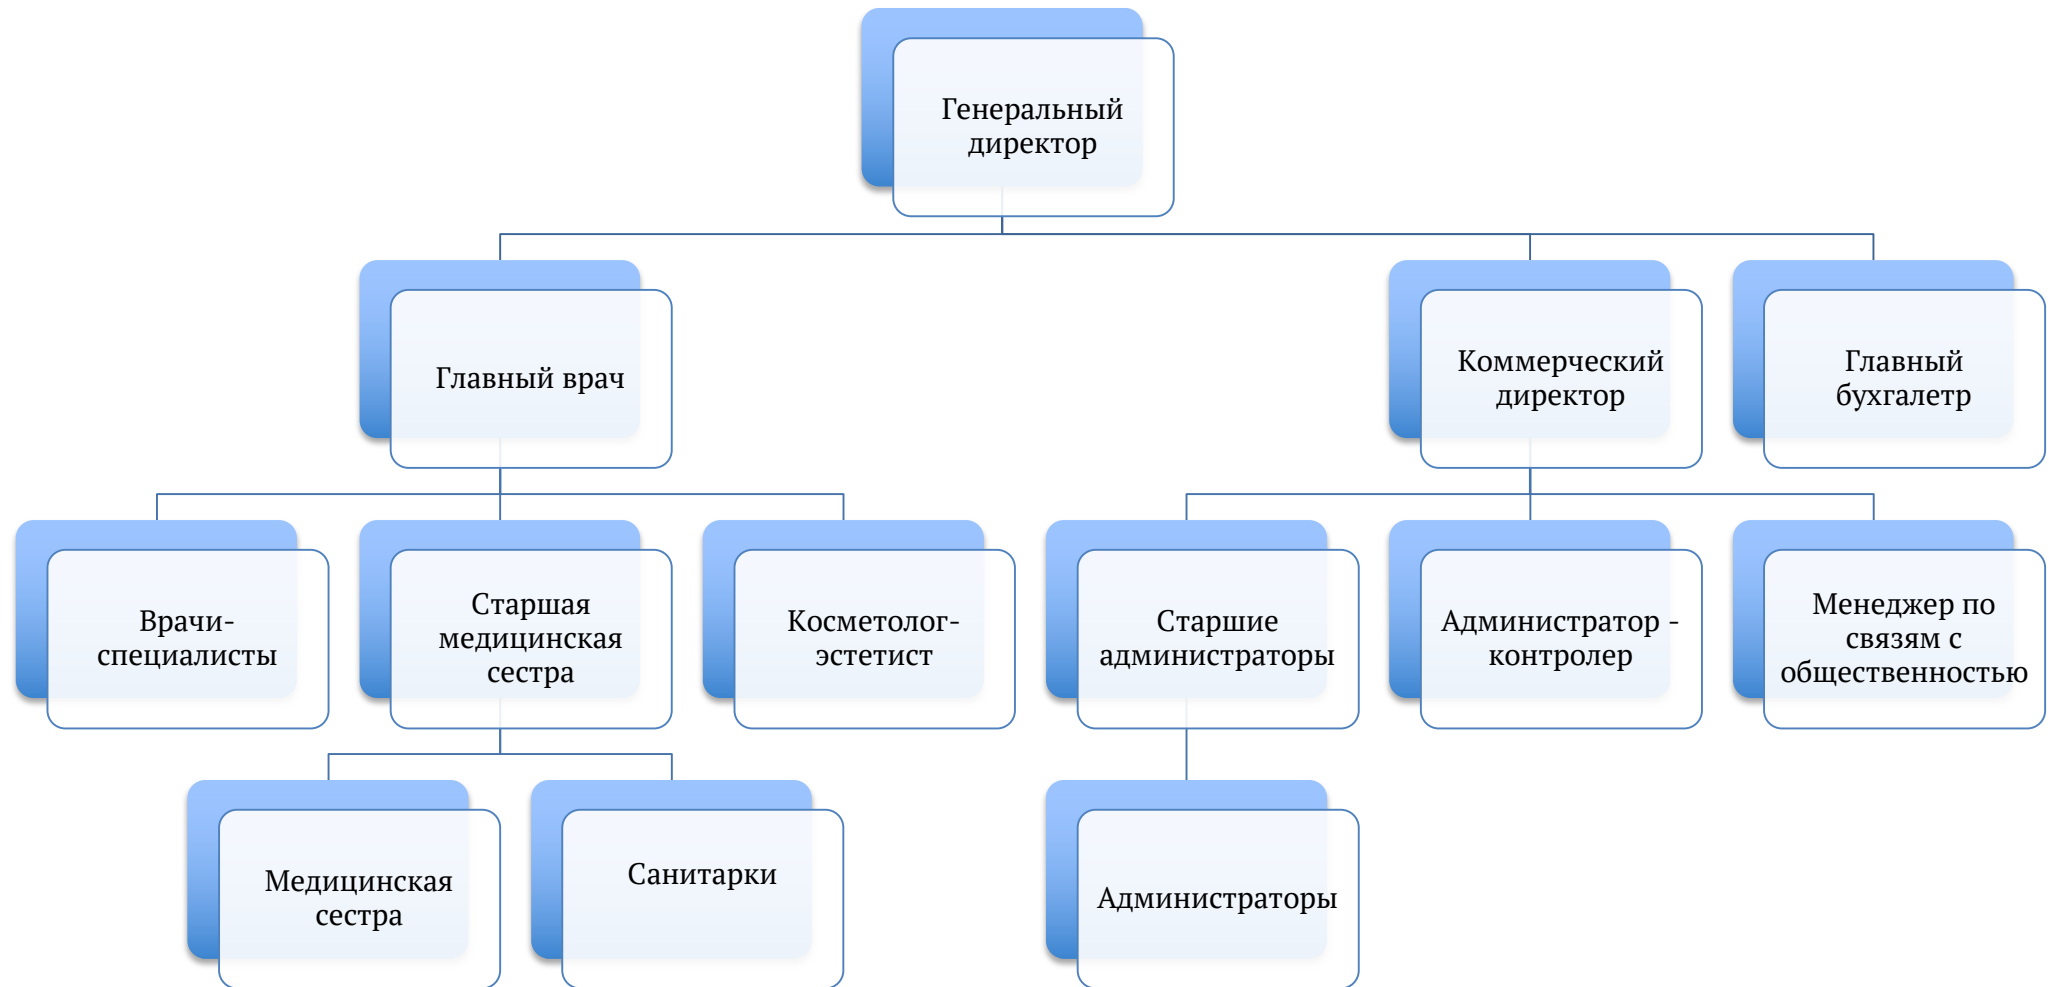 Генеральный
директор
Главный врач
Коммерческий
директор
Главный
бухгалетр
Врачи-
специалисты
Старшая
медицинская
сестра
Косметолог-
эстетист
Старшие
администраторы
Администратор -
контролер
Менеджер по
связям с
общественностью
Медицинская
сестра
Санитарки
Администраторы